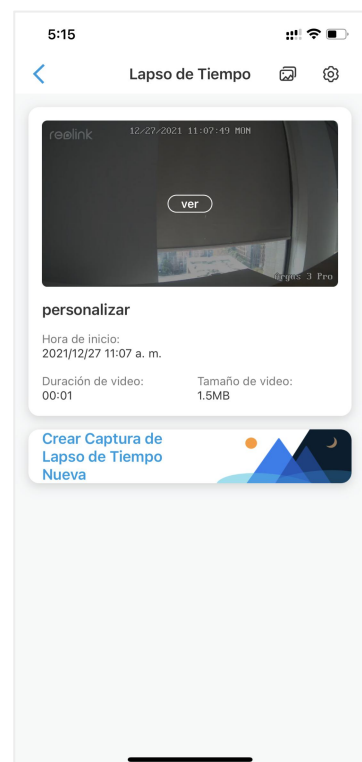 5:15
Lapso de Tiempo
reolink
12/27/2021 11:07:49 MON
ver
Argus 3 Pro
personalizar
Hora de inicio:
2021/12/27 11:07 a. m.
Duración de video:
Tamaño de video:
00:01
1.5MB
Crear Captura de
Lapso de Tiempo
Nueva